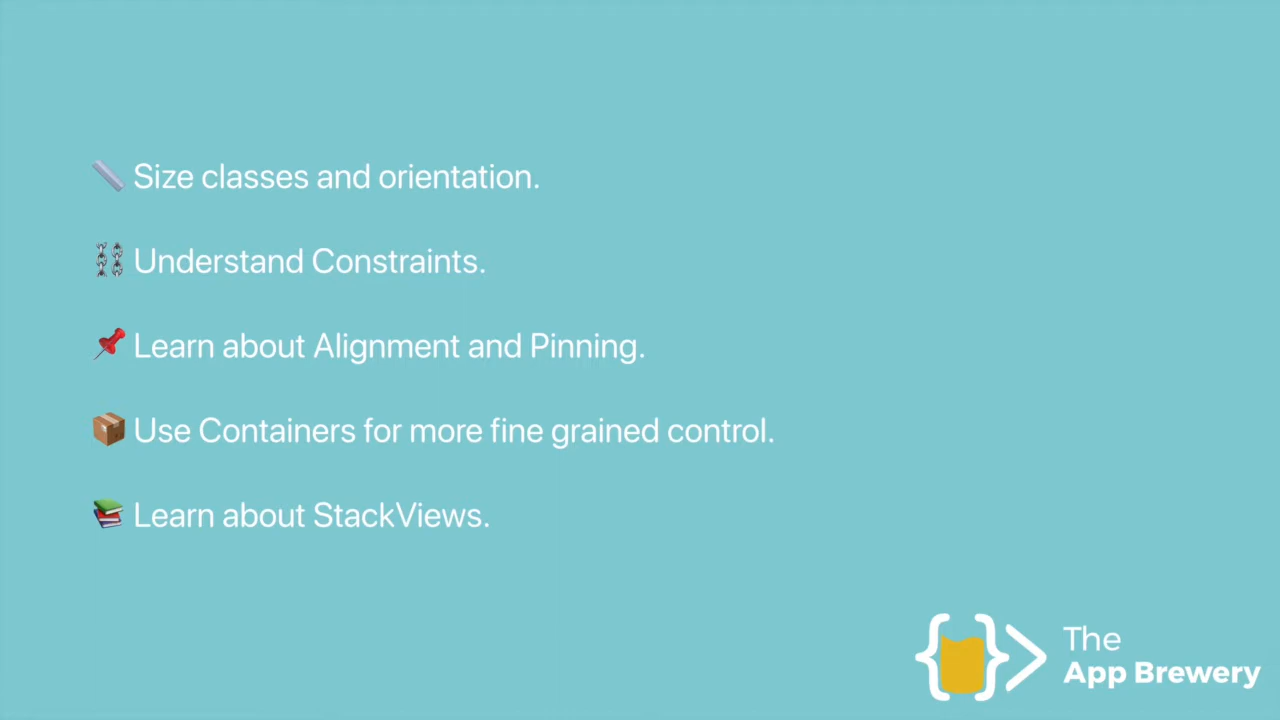 Size classes and orientation.
Understand Constraints.
Learn about Alignment and Pinning.
Use Containers for more fine grained control.
Learn about StackViews.
The
App Brewery